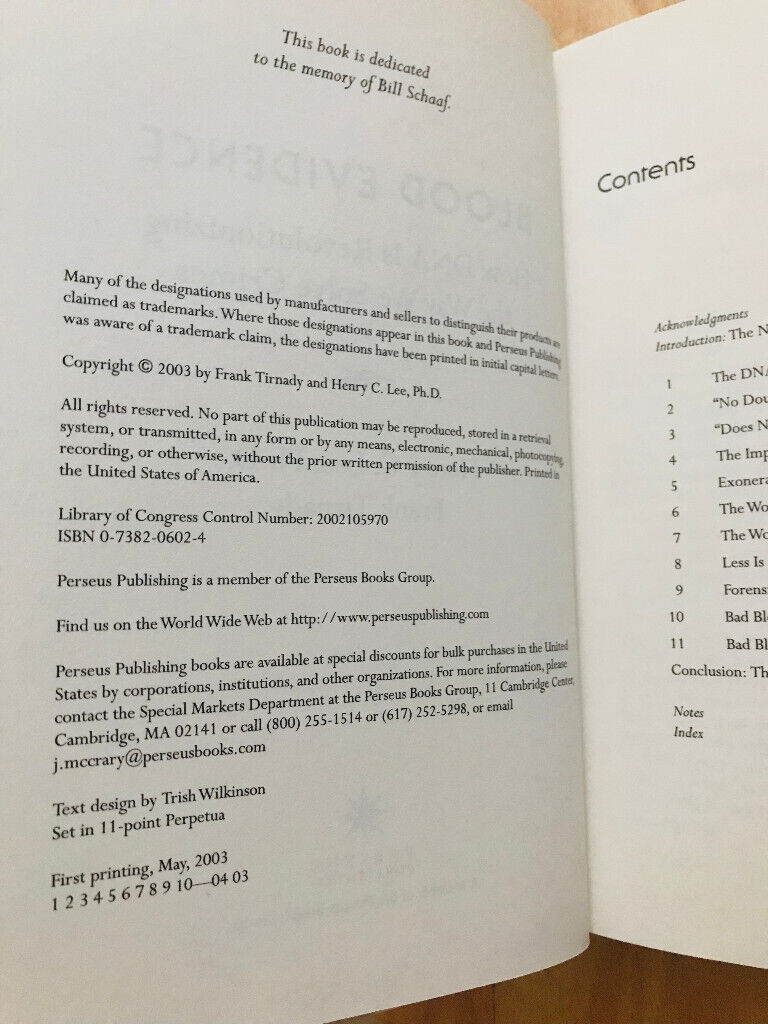 This book is dedicated
to the memory of Bill Schaaf.
Many of the designations used by manufacturers and sellers to distinguish their products are
claimed as trademarks. Where those designations appear in this book and Perseus Publishing
was aware of a trademark claim, the designations have been printed in initial capital letters.
Copyright © 2003 by Frank Tirnady and Henry C. Lee, Ph.D.
All rights reserved. No part of this publication may be reproduced, stored in a retrieval
system, or transmitted, in any form or by any means, electronic, mechanical, photocopying,
recording, or otherwise, without the prior written permission of the publisher. Printed in
the United States of America.
Library of Congress Control Number: 2002105970
ISBN 0-7382-0602-4
Perseus Publishing is a member of the Perseus Books Group.
Find us on the World Wide Web at http://www.perseuspublishing.com
Perseus Publishing books are available at special discounts for bulk purchases in the United
States by corporations, institutions, and other organizations. For more information, please
contact the Special Markets Department at the Perseus Books Group, 11 Cambridge Center,
Cambridge, MA 02141 or call (800) 255-1514 or (617) 252-5298, or email
j.mccrary@perseusbooks.com
Text design by Trish Wilkinson
Set in 11-point Perpetua
First printing, May, 2003
1 2 3 4 5 6 7 8 9 10—04 03
Contents
Acknowledgments
Introduction: The N
1 The DNA
2 "No Dou
3 "Does N
4 The Imp
5 Exonera
6 The Wo
7 The Wo
8 Less Is
9 Forens
10 Bad Bl
11 Bad Bl
Conclusion: Th
Notes
Index